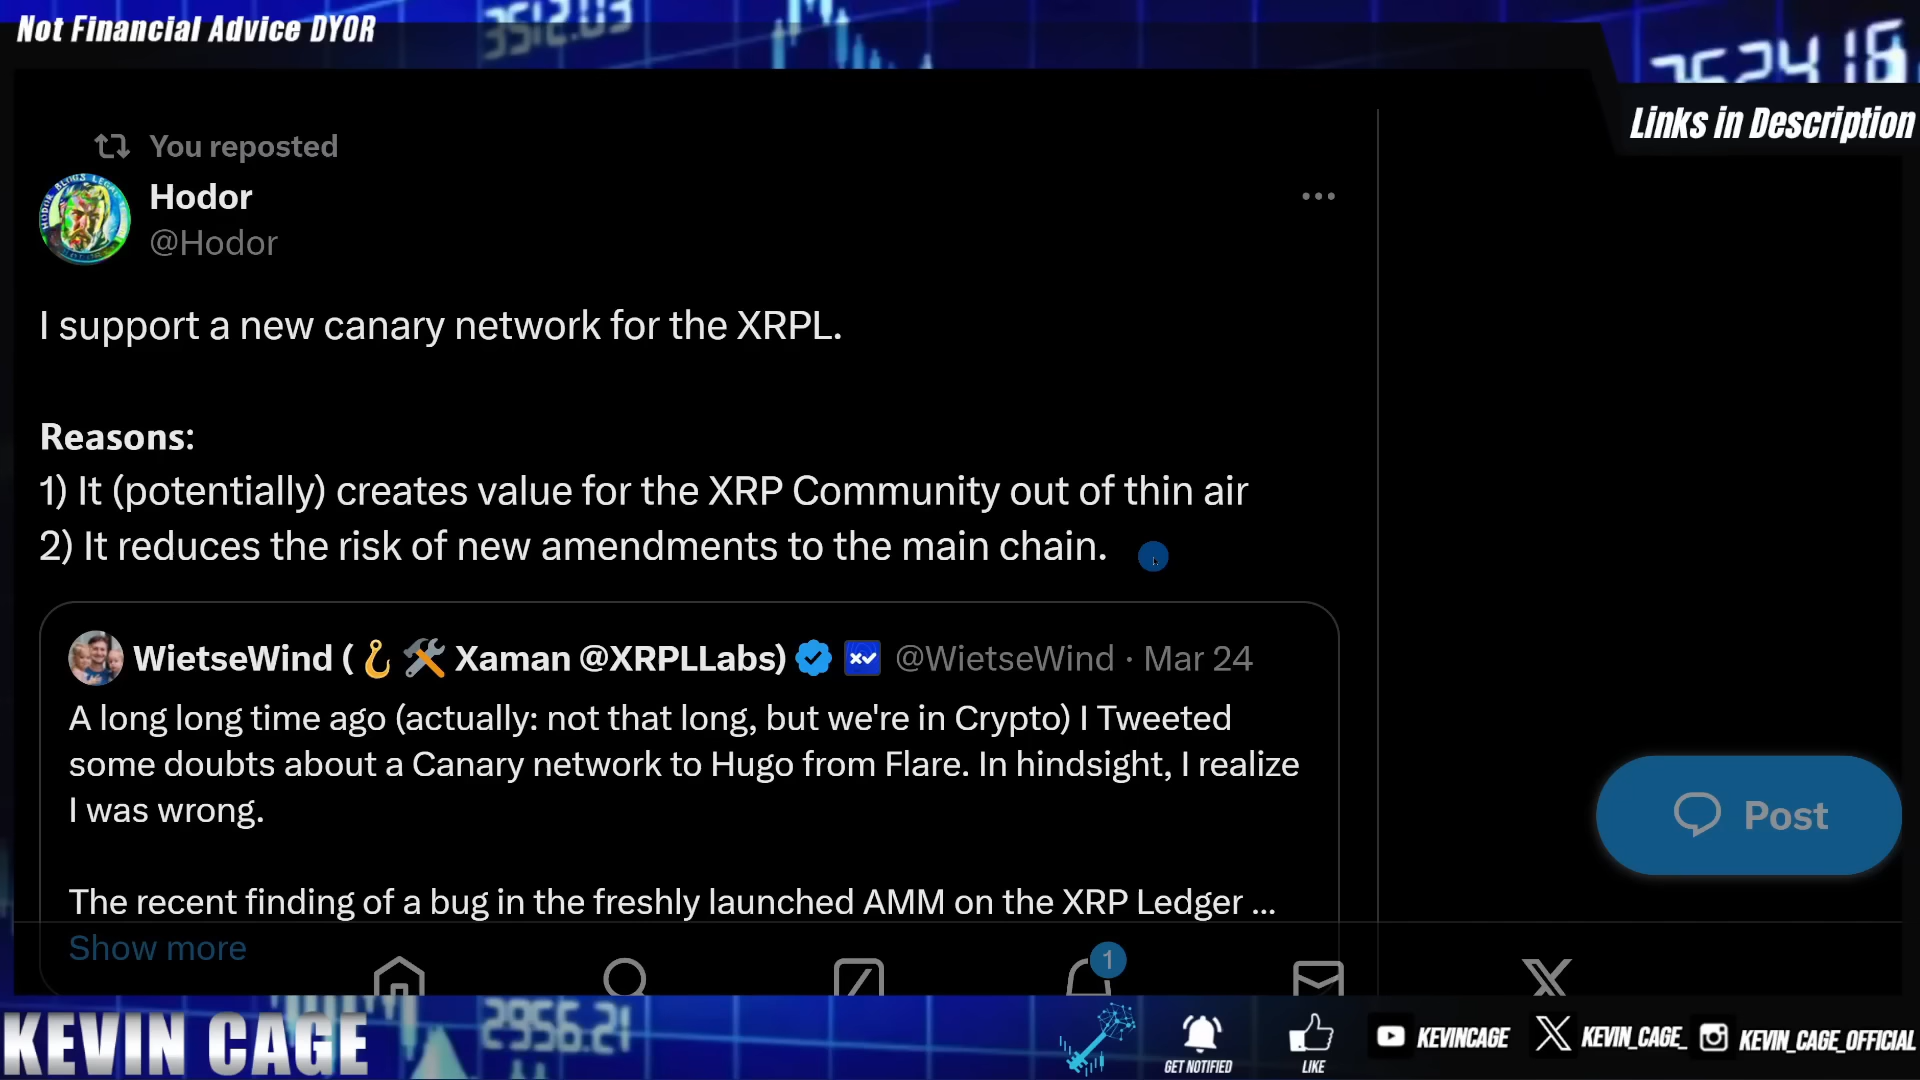 Not Financial Advice DYOR
3512.03
Links in Description
You reposted
Hodor
@Hodor
I support a new canary network for the XRPL.
Reasons:
1) It (potentially) creates value for the XRP Community out of thin air
2) It reduces the risk of new amendments to the main chain.
WietseWind (🪝🛠️ Xaman @XRPLLabs) @WietseWind · Mar 24
A long long time ago (actually: not that long, but we're in Crypto) I Tweeted
some doubts about a Canary network to Hugo from Flare. In hindsight, I realize
I was wrong.
The recent finding of a bug in the freshly launched AMM on the XRP Ledger ...
Show more
Post
1
2956.21
KEVIN CAGE
GET NOTIFIED
LIKE
KEVINCAGE
KEVIN_CAGE_
KEVIN_CAGE_OFFICIAL